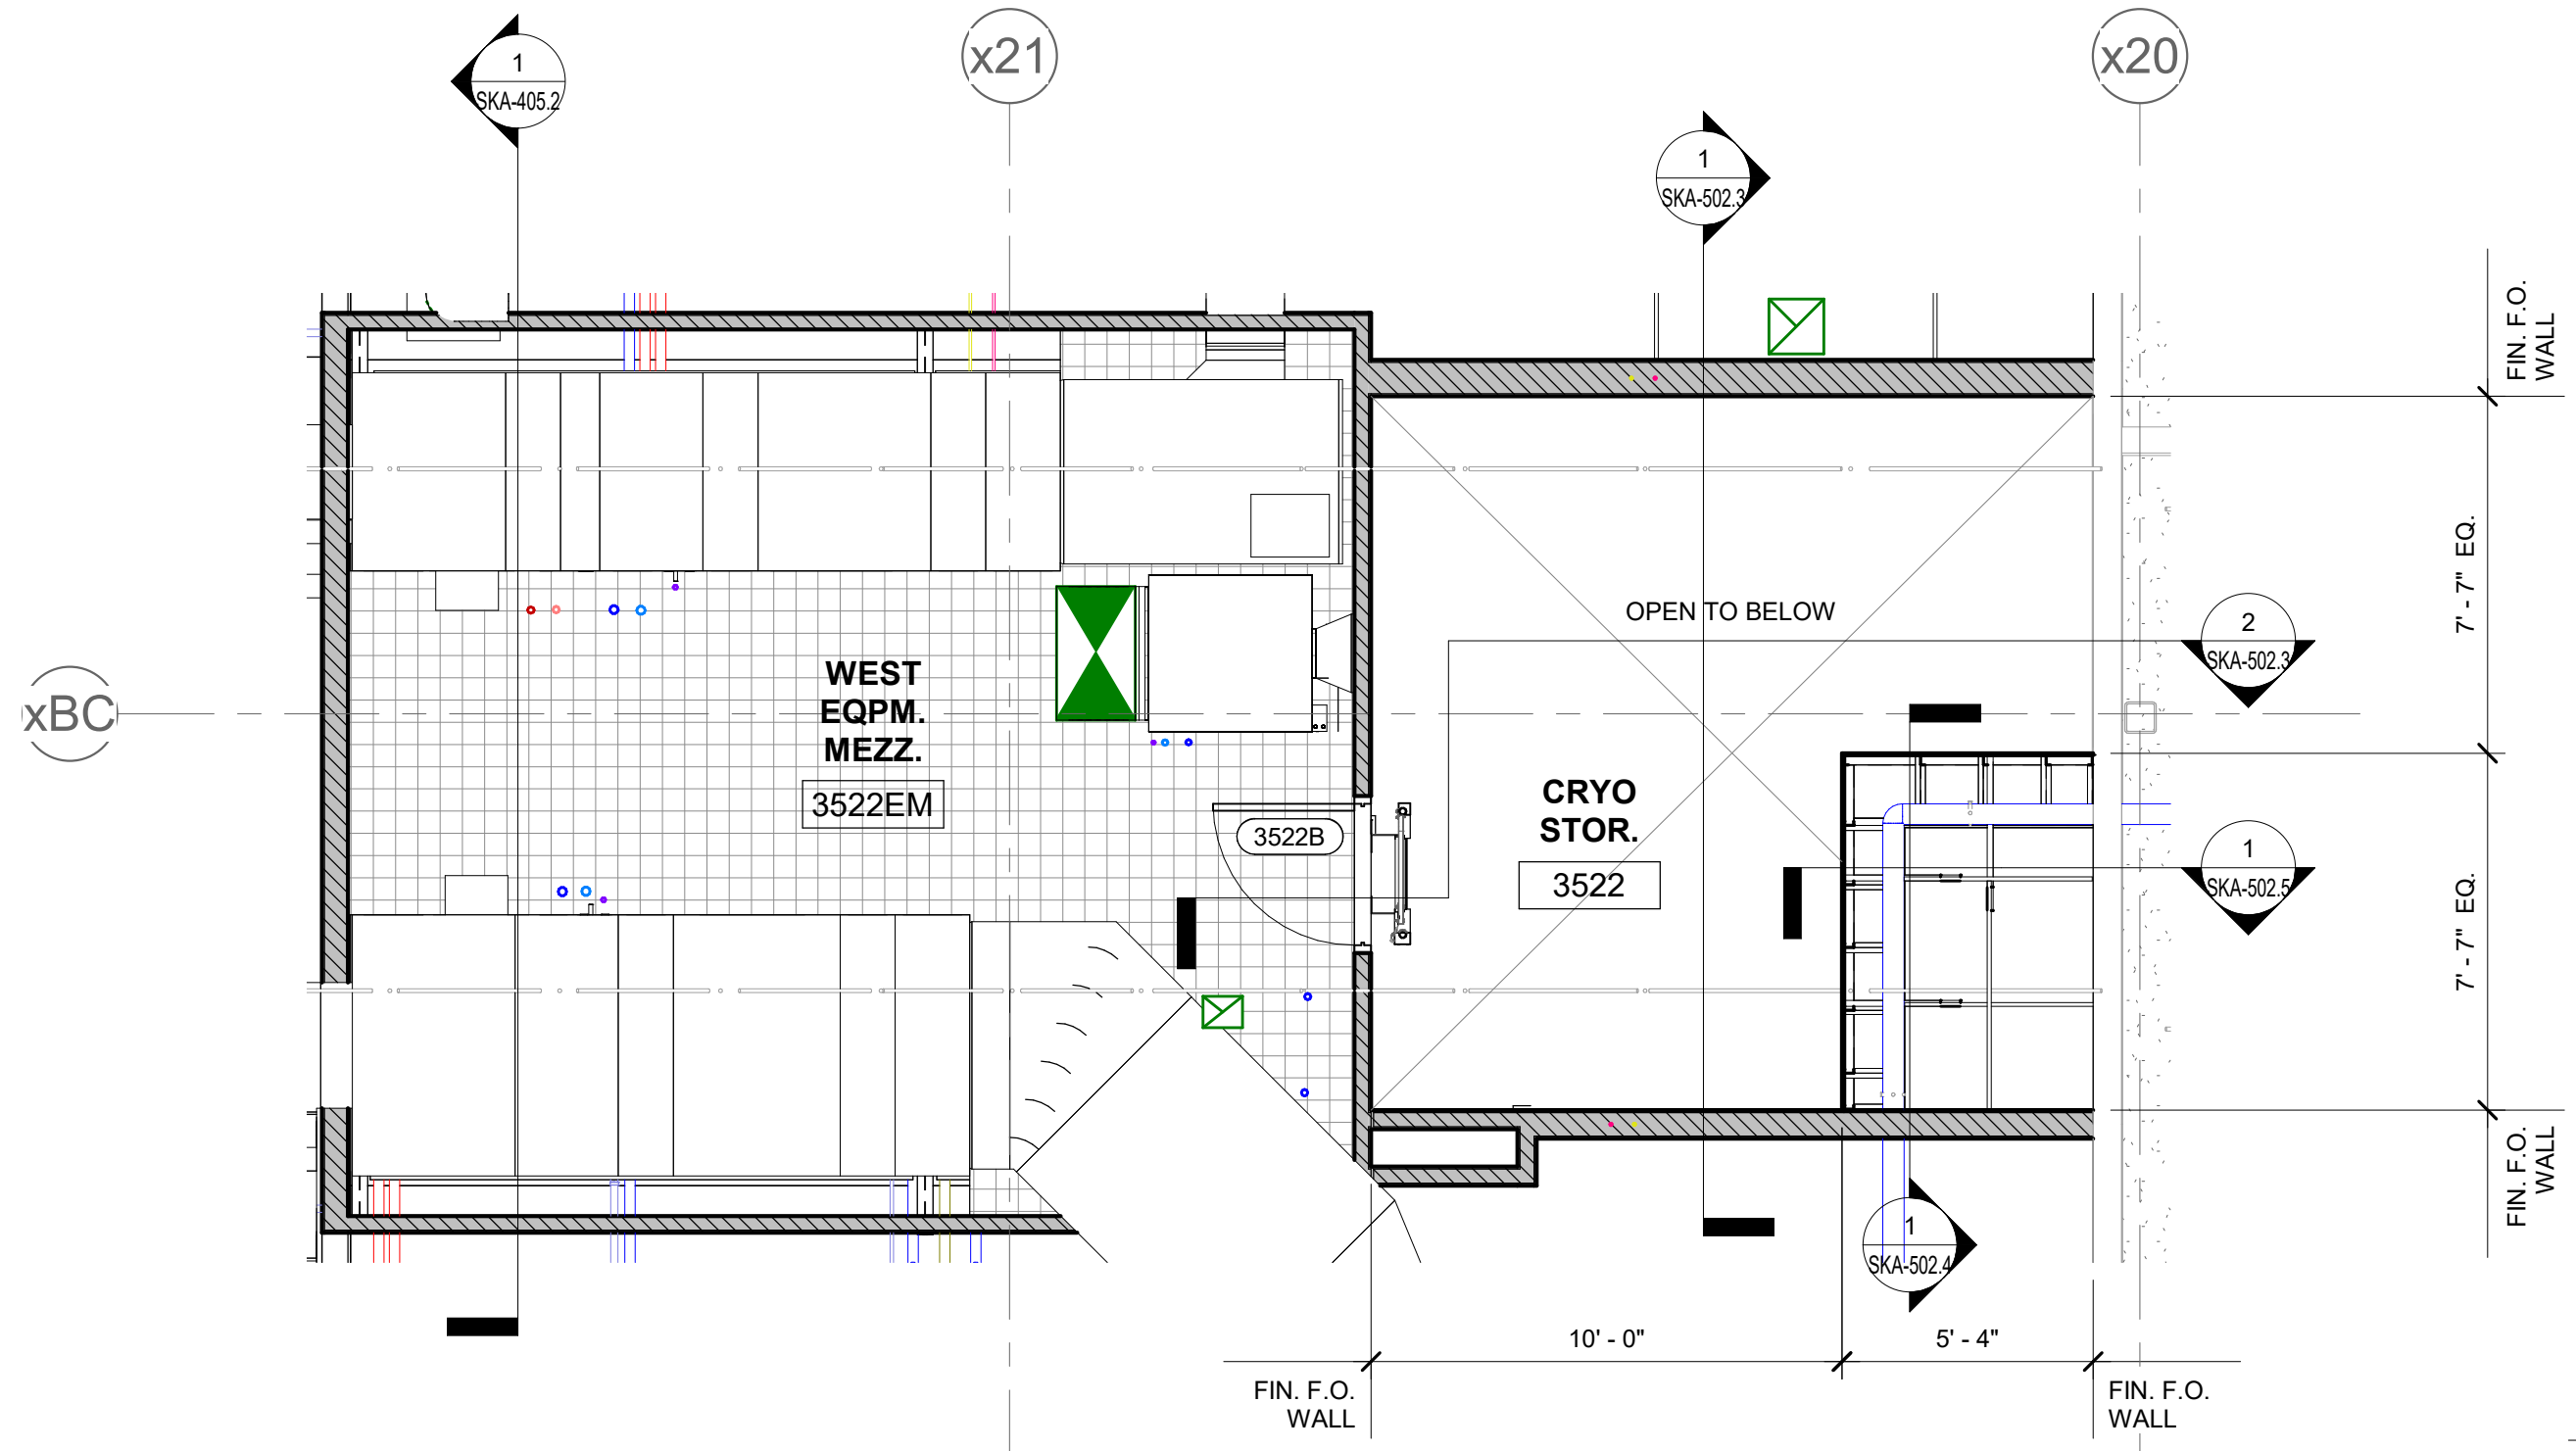 1
SKA-405.2
x21
x20
1
SKA-502.3
FIN. F.O.
WALL
7' - 7" EQ.
OPEN TO BELOW
2
SKA-502.3
WEST
EQPM.
MEZZ.
3522EM
xBC
3522B
CRYO
STOR.
3522
1
SKA-502.5
7' - 7" EQ.
FIN. F.O.
WALL
1
SKA-502.4
10' - 0"
5' - 4"
FIN. F.O.
WALL
FIN. F.O.
WALL